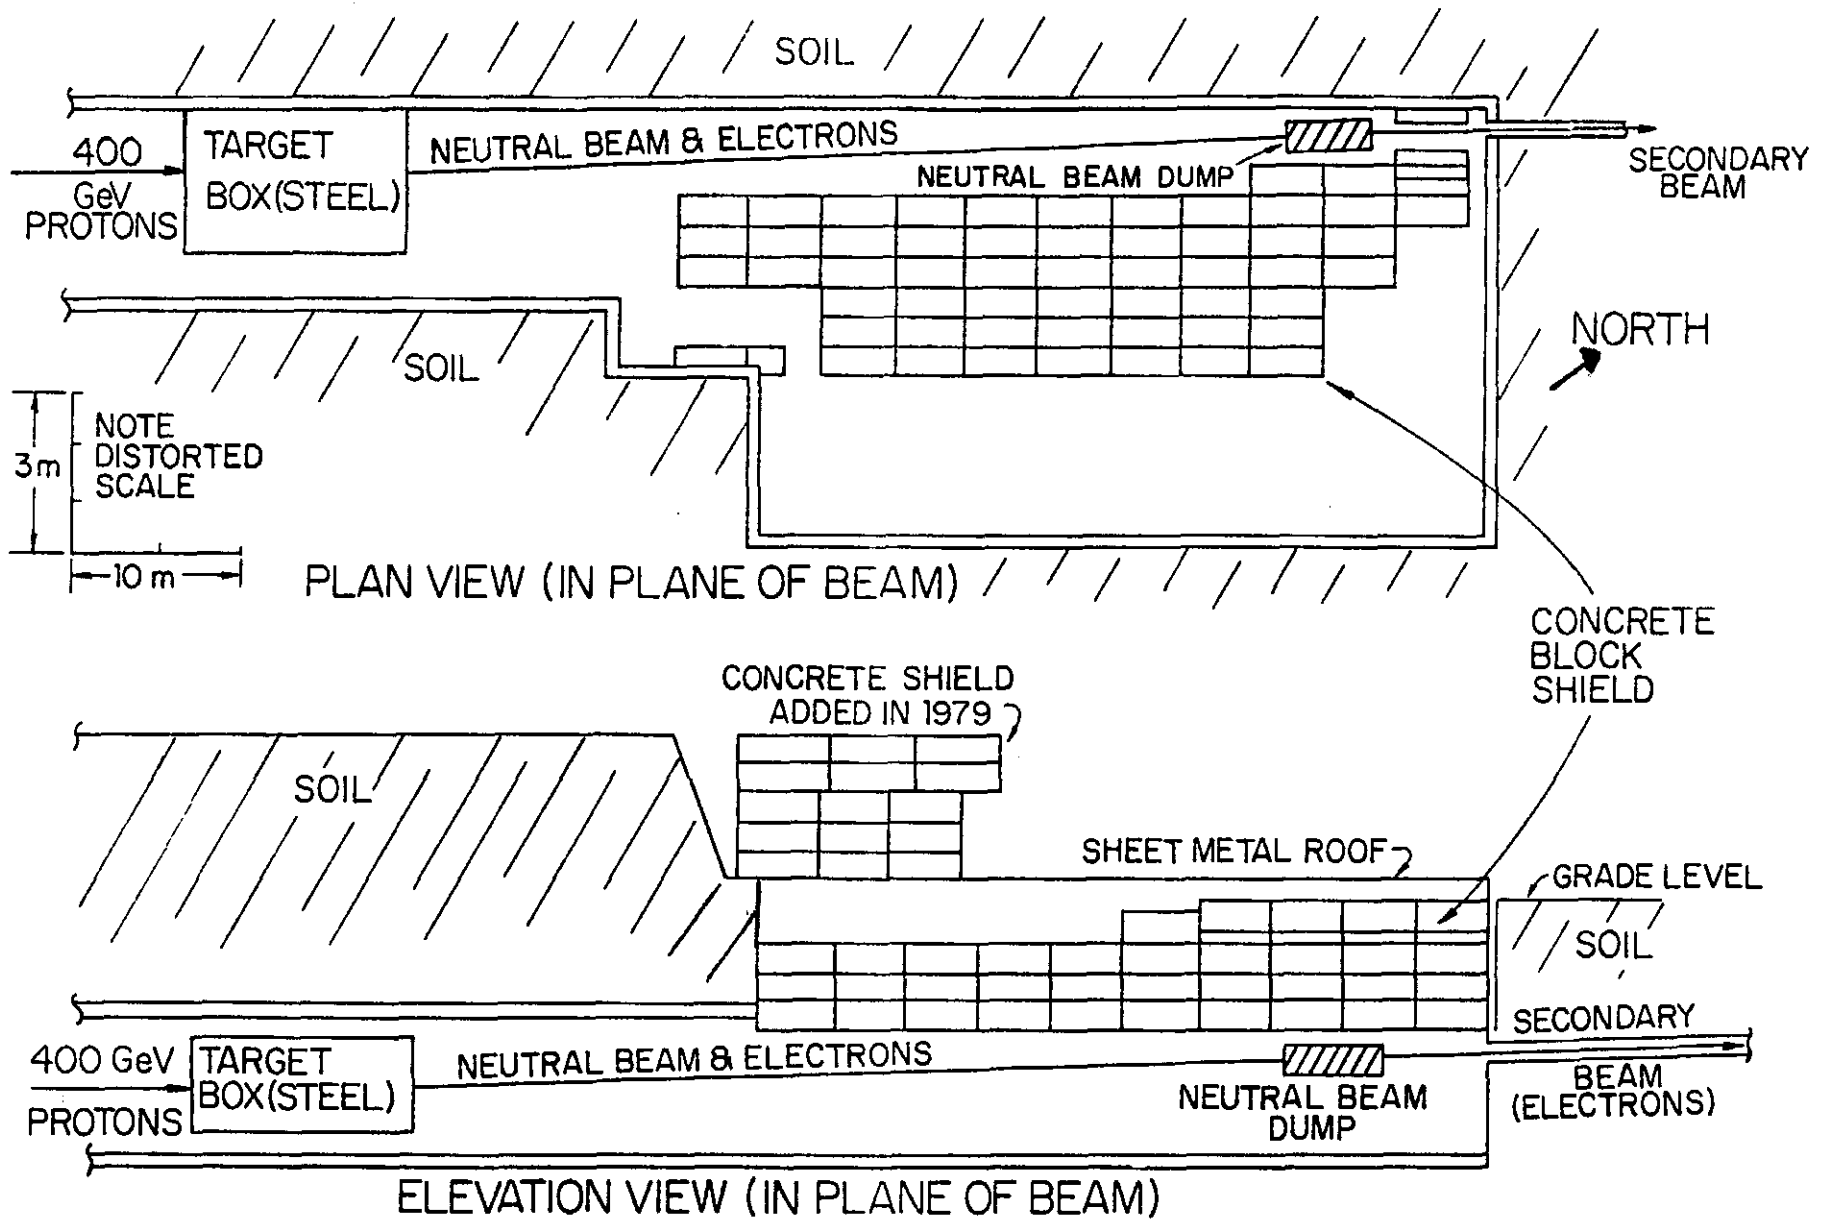 SOIL
400
GeV
PROTONS
TARGET
BOX(STEEL)
NEUTRAL BEAM & ELECTRONS
NEUTRAL BEAM DUMP
SECONDARY
BEAM
SOIL
NORTH
3m
NOTE
DISTORTED
SCALE
10 m
PLAN VIEW (IN PLANE OF BEAM)
CONCRETE
BLOCK
SHIELD
CONCRETE SHIELD
ADDED IN 1979
SOIL
SHEET METAL ROOF
GRADE LEVEL
SOIL
400 GeV
PROTONS
TARGET
BOX(STEEL)
NEUTRAL BEAM & ELECTRONS
NEUTRAL BEAM
DUMP
SECONDARY
BEAM
(ELECTRONS)
ELEVATION VIEW (IN PLANE OF BEAM)